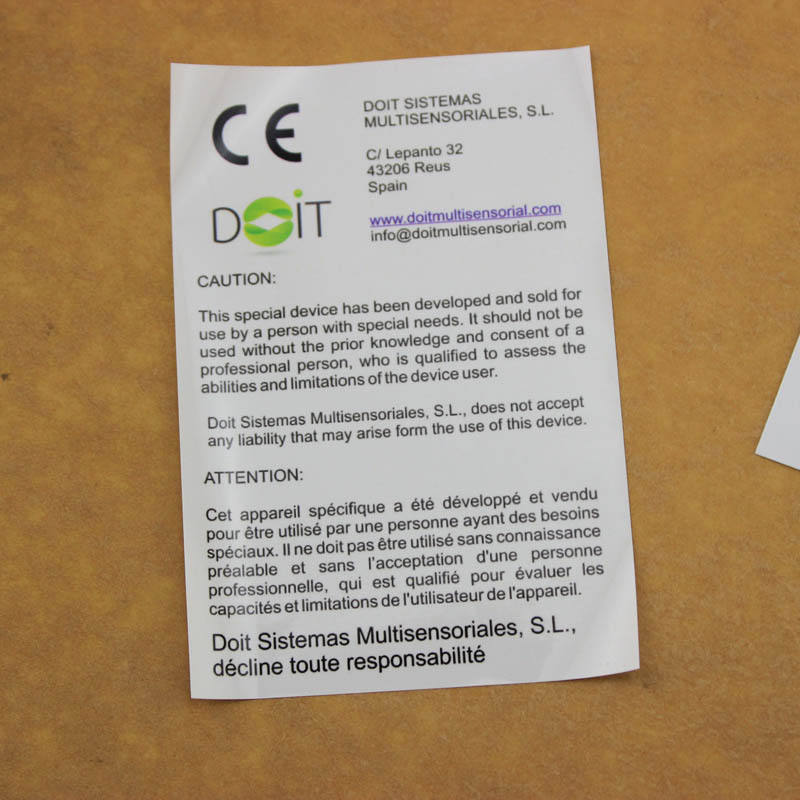 CE
DOIT SISTEMAS
MULTISENSORIALES, S.L.
C/ Lepanto 32
43206 Reus
Spain
DOiT
www.doitmultisensorial.com
info@doitmultisensorial.com
CAUTION:
This special device has been developed and sold for
use by a person with special needs. It should not be
used without the prior knowledge and consent of a
professional person, who is qualified to assess the
abilities and limitations of the device user.
Doit Sistemas Multisensoriales, S.L., does not accept
any liability that may arise form the use of this device.
ATTENTION:
Cet appareil spécifique a été développé et vendu
pour être utilisé par une personne ayant des besoins
spéciaux. Il ne doit pas être utilisé sans connaissance
préalable et sans l'acceptation d'une personne
professionnelle, qui est qualifié pour évaluer les
capacités et limitations de l'utilisateur de l'appareil.
Doit Sistemas Multisensoriales, S.L.,
décline toute responsabilité